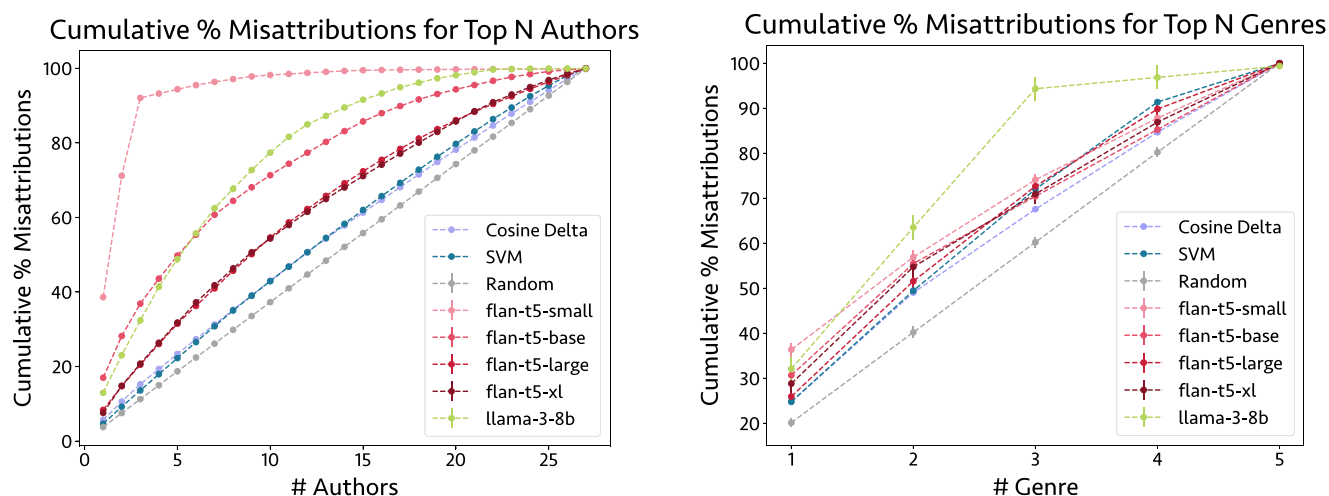 Cumulative % Misattributions for Top N Authors
Cumulative % Misattributions
100
80
60
40
20
0
0
5
10
15
20
25
# Authors
Cosine Delta
SVM
Random
flan-t5-small
flan-t5-base
flan-t5-large
flan-t5-xl
llama-3-8b
Cumulative % Misattributions for Top N Genres
Cumulative % Misattributions
100
90
80
70
60
50
40
30
20
1
2
3
4
5
# Genre
Cosine Delta
SVM
Random
flan-t5-small
flan-t5-base
flan-t5-large
flan-t5-xl
llama-3-8b